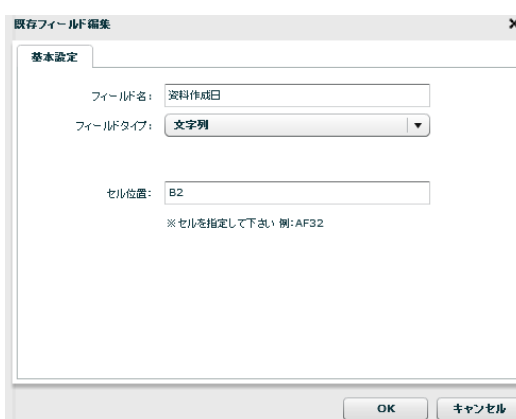 既存フィールド編集
基本設定
フィールド名: 資料作成日
フィールドタイプ: 文字列
セル位置: B2
※セルを指定して下さい 例:AF32
OK キャンセル